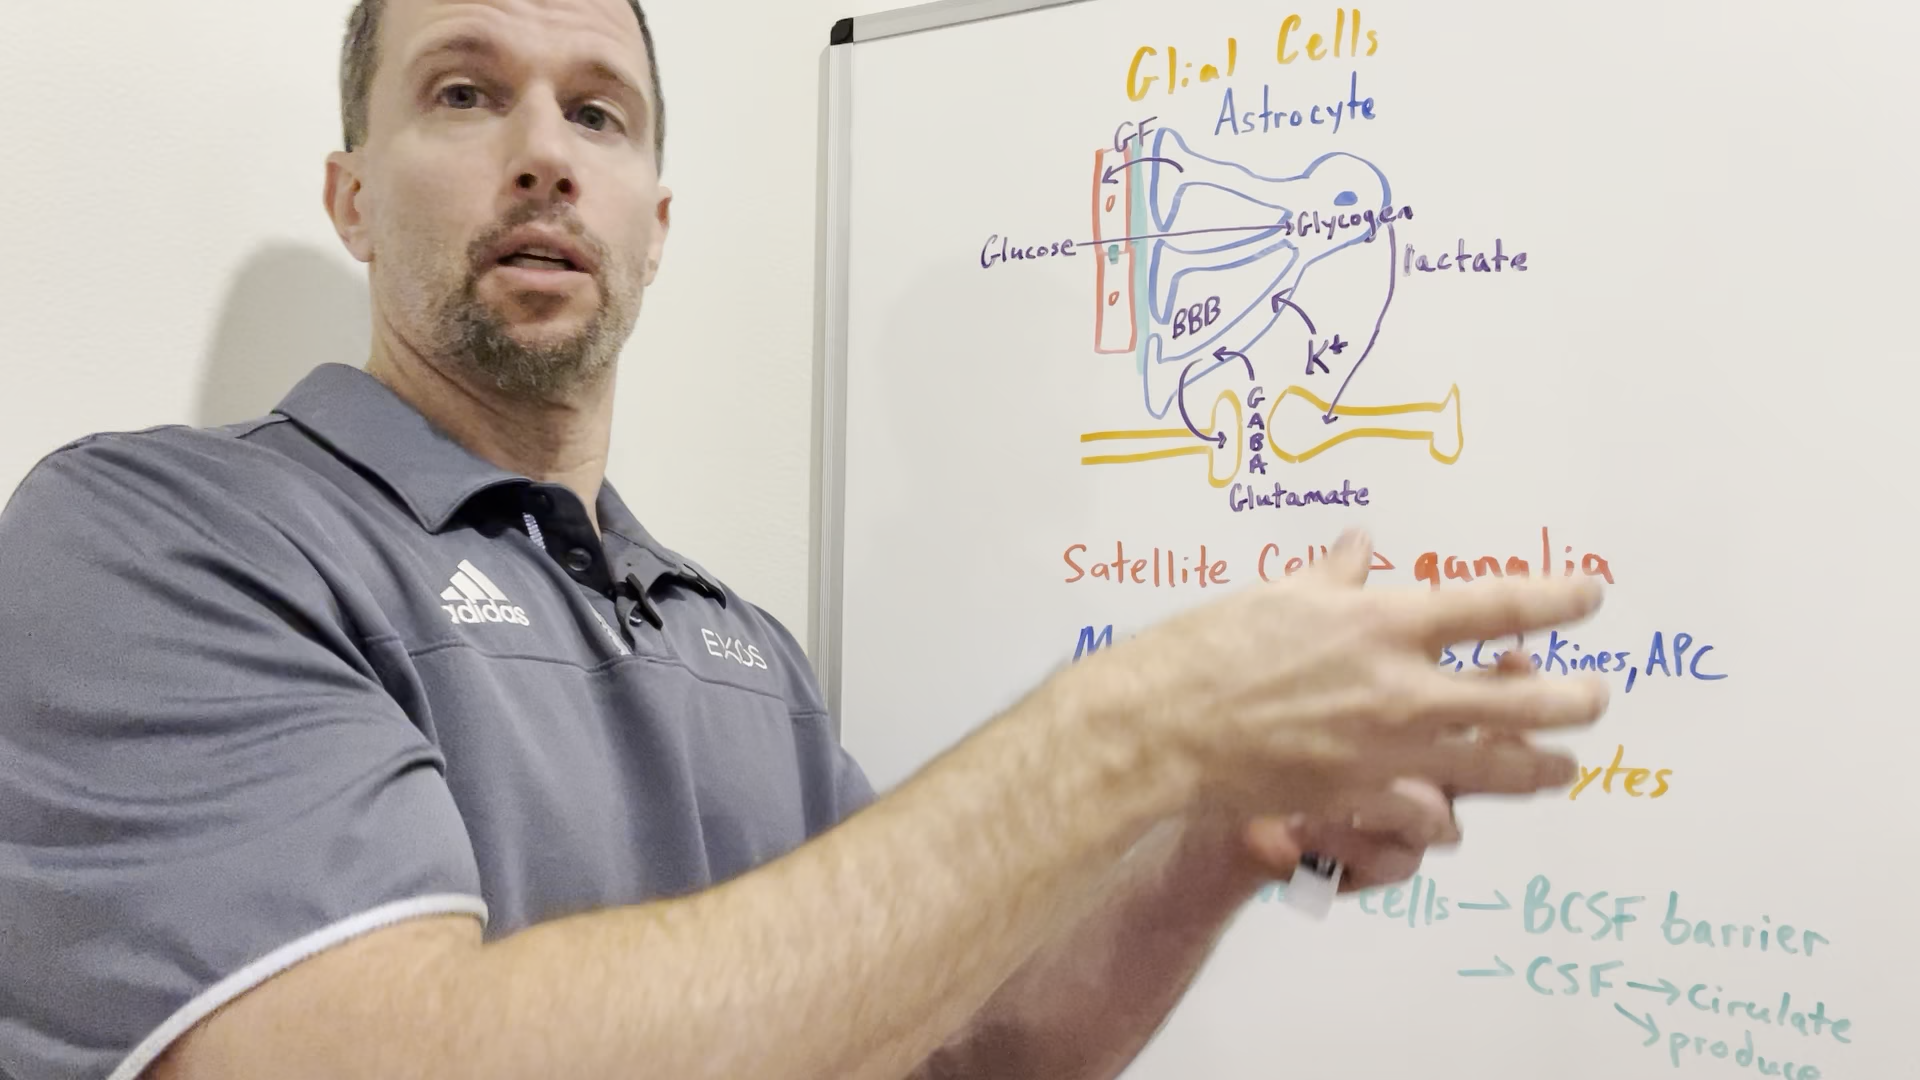 Glial Cells
Astrocyte
GF
Glucose
Glycogen
lactate
BBB
K+
GABA
Glutamate
Satellite → ganglia
Cytokines, APC
cells → BCSF barrier
→ CSF → Circulate
→ produce
adidas
EXOS